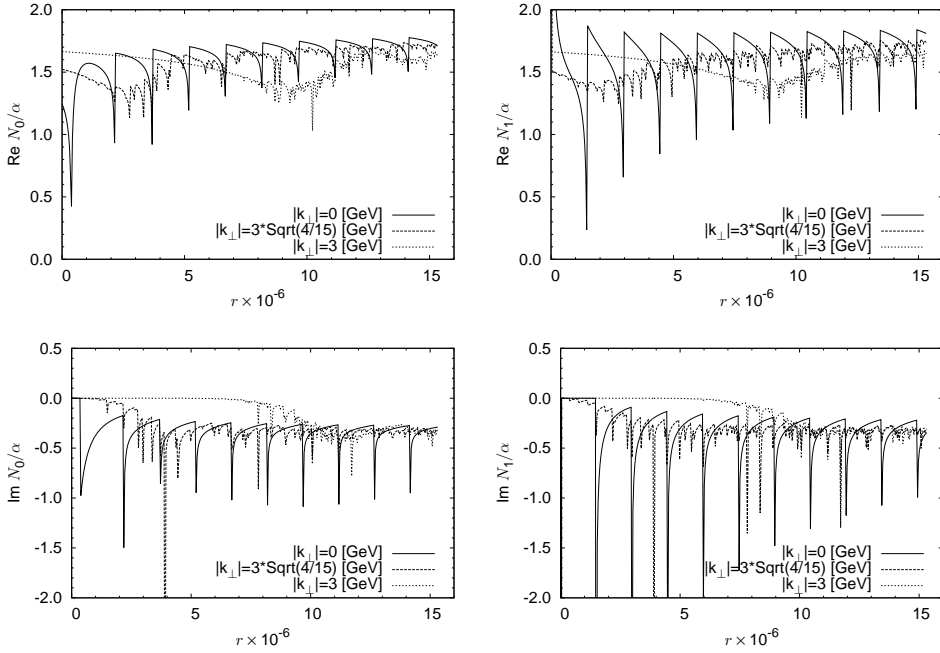 2.0
1.5
1.0
0.5
0.0
Re N₀/α
|k⊥|=0 [GeV]
|k⊥|=3*Sqrt(4/15) [GeV]
|k⊥|=3 [GeV]
0 5 10 15
r × 10⁻⁶
2.0
1.5
1.0
0.5
0.0
Re N₁/α
|k⊥|=0 [GeV]
|k⊥|=3*Sqrt(4/15) [GeV]
|k⊥|=3 [GeV]
0 5 10 15
r × 10⁻⁶
0.5
0.0
-0.5
-1.0
-1.5
-2.0
Im N₀/α
|k⊥|=0 [GeV]
|k⊥|=3*Sqrt(4/15) [GeV]
|k⊥|=3 [GeV]
0 5 10 15
r × 10⁻⁶
0.5
0.0
-0.5
-1.0
-1.5
-2.0
Im N₁/α
|k⊥|=0 [GeV]
|k⊥|=3*Sqrt(4/15) [GeV]
|k⊥|=3 [GeV]
0 5 10 15
r × 10⁻⁶